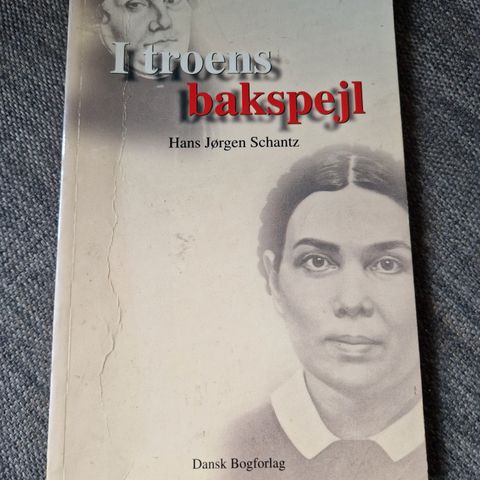 I troens
bakspejl
Hans Jørgen Schantz
Dansk Bogforlag